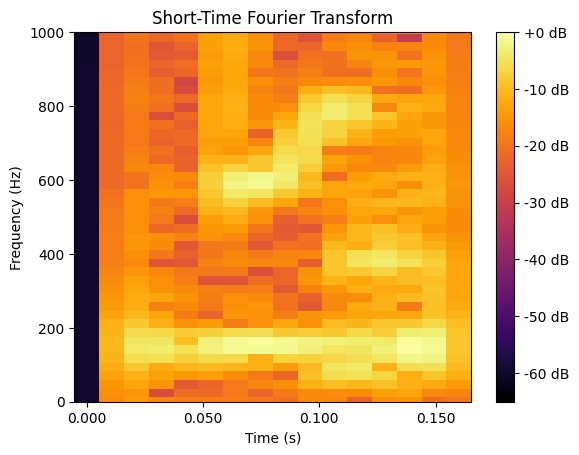 Short-Time Fourier Transform
1000
800
600
400
200
0
Frequency (Hz)
0.000
0.050
0.100
0.150
Time (s)
+0 dB
-10 dB
-20 dB
-30 dB
-40 dB
-50 dB
-60 dB